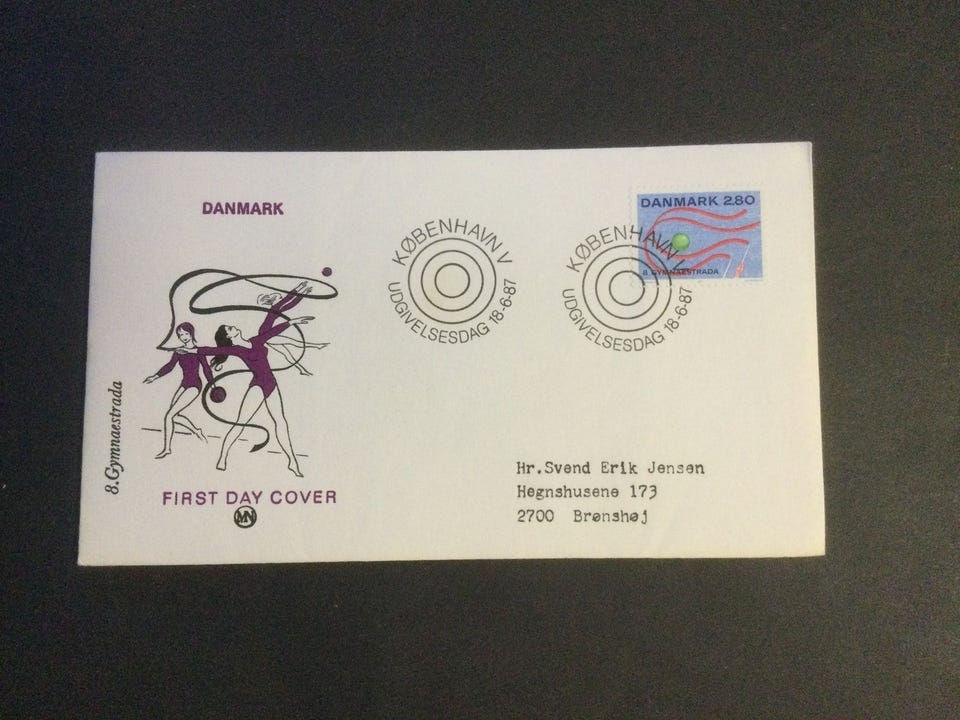 DANMARK
KØBENHAVN V
UDGIVELSESDAG 18-6-87
KØBENHAVN V
UDGIVELSESDAG 18-6-87
DANMARK 2.80
8. GYMNAESTRADA
8. Gymnaestrada
FIRST DAY COVER
MN
Hr.Svend Erik Jensen
Hegnshusene 173
2700 Brønshøj